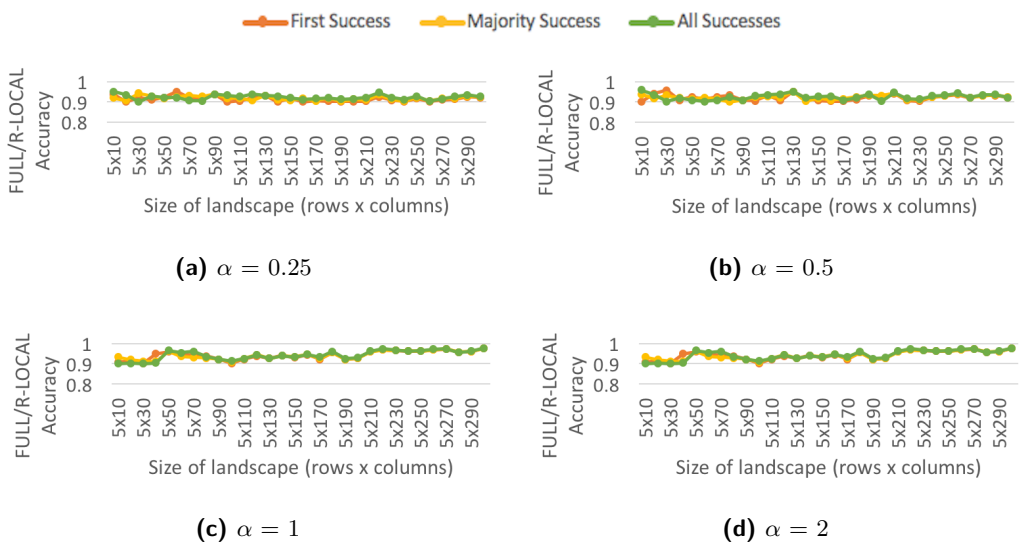 First Success Majority Success All Successes
FULL/R-LOCAL
Accuracy
1
0.9
0.8
5x10 5x30 5x50 5x70 5x90 5x110 5x130 5x150 5x170 5x190 5x210 5x230 5x250 5x270 5x290
Size of landscape (rows x columns)
(a) α = 0.25
FULL/R-LOCAL
Accuracy
1
0.9
0.8
5x10 5x30 5x50 5x70 5x90 5x110 5x130 5x150 5x170 5x190 5x210 5x230 5x250 5x270 5x290
Size of landscape (rows x columns)
(b) α = 0.5
FULL/R-LOCAL
Accuracy
1
0.9
0.8
5x10 5x30 5x50 5x70 5x90 5x110 5x130 5x150 5x170 5x190 5x210 5x230 5x250 5x270 5x290
Size of landscape (rows x columns)
(c) α = 1
FULL/R-LOCAL
Accuracy
1
0.9
0.8
5x10 5x30 5x50 5x70 5x90 5x110 5x130 5x150 5x170 5x190 5x210 5x230 5x250 5x270 5x290
Size of landscape (rows x columns)
(d) α = 2